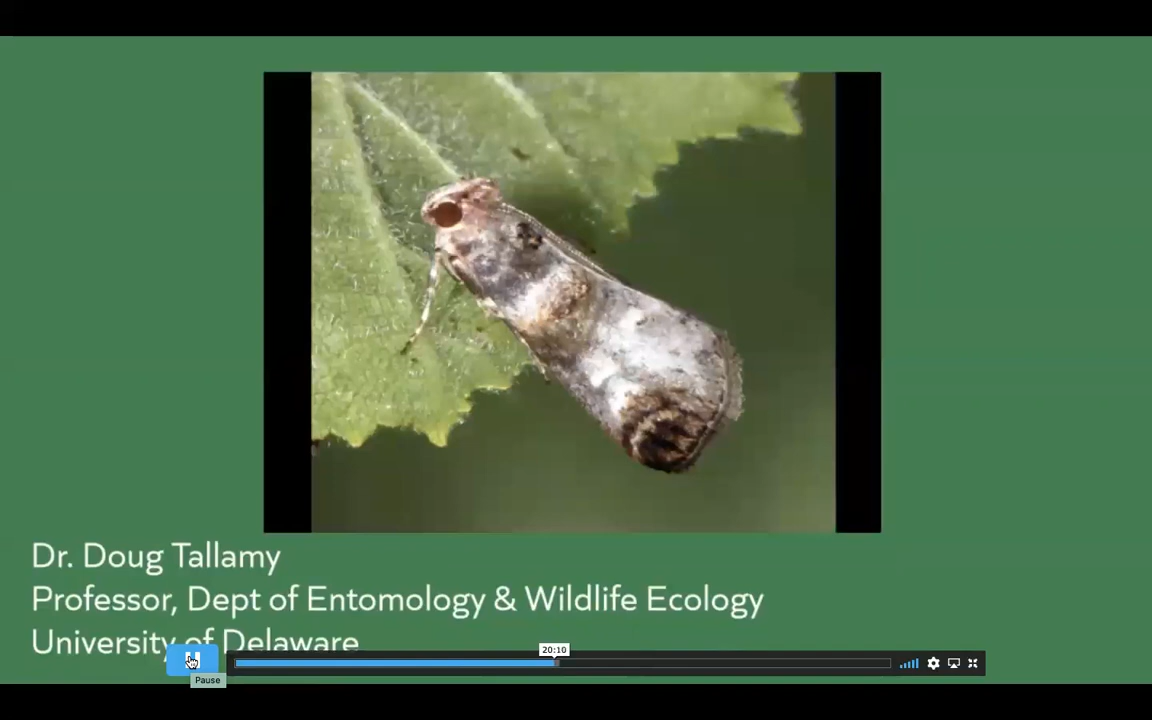 Dr. Doug Tallamy
Professor, Dept of Entomology & Wildlife Ecology
University of Delaware
20:10
Pause